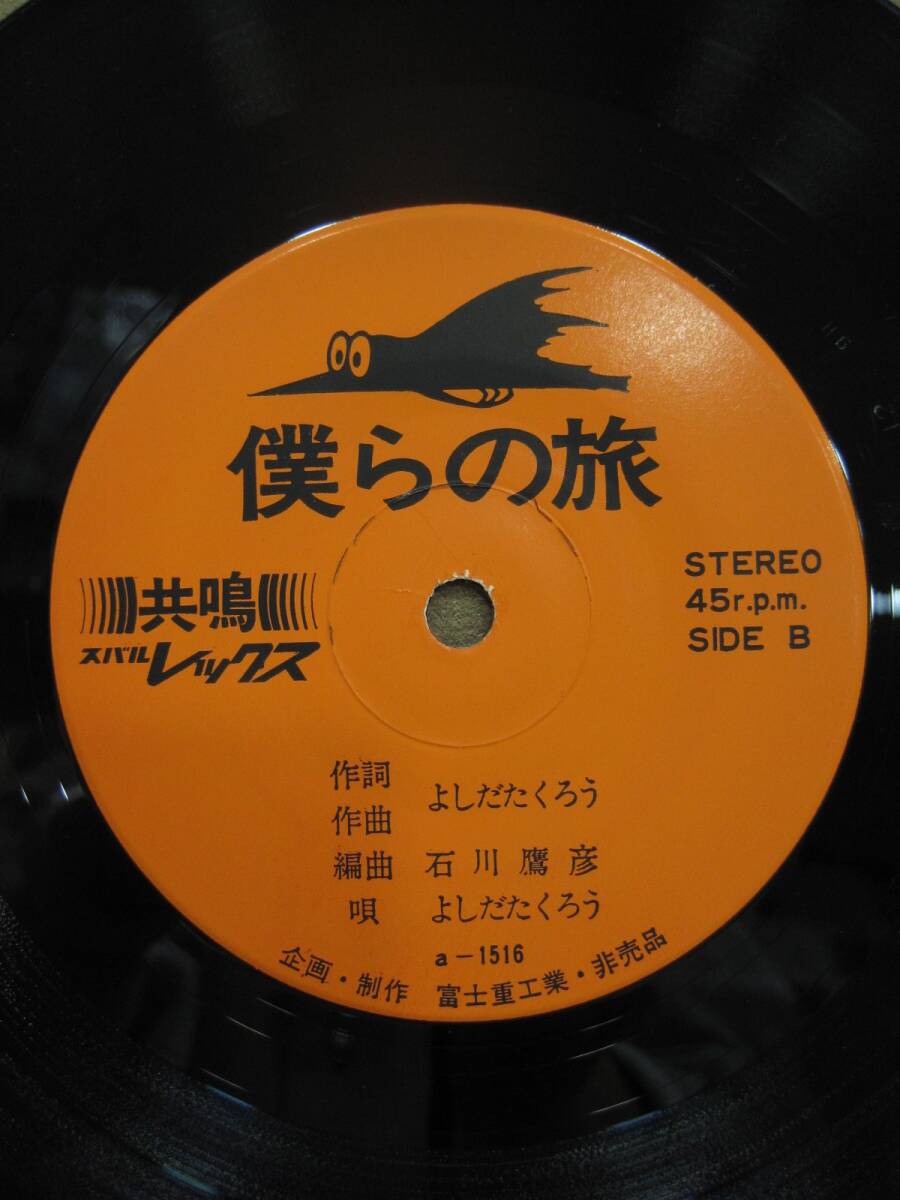 僕らの旅
共鳴
スバル レックス
STEREO
45r.p.m.
SIDE B
作詞
作曲 よしだたくろう
編曲 石川鷹彦
唄 よしだたくろう
a-1516
企画・制作 富士重工業・非売品